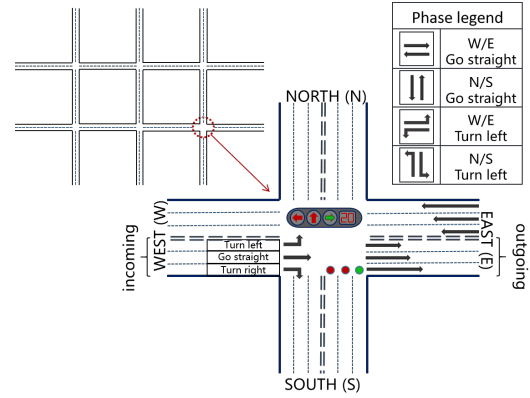 Phase legend
W/E
Go straight
N/S
Go straight
W/E
Turn left
N/S
Turn left
NORTH (N)
20
WEST (W)
incoming
Turn left
Go straight
Turn right
EAST (E)
outgoing
SOUTH (S)